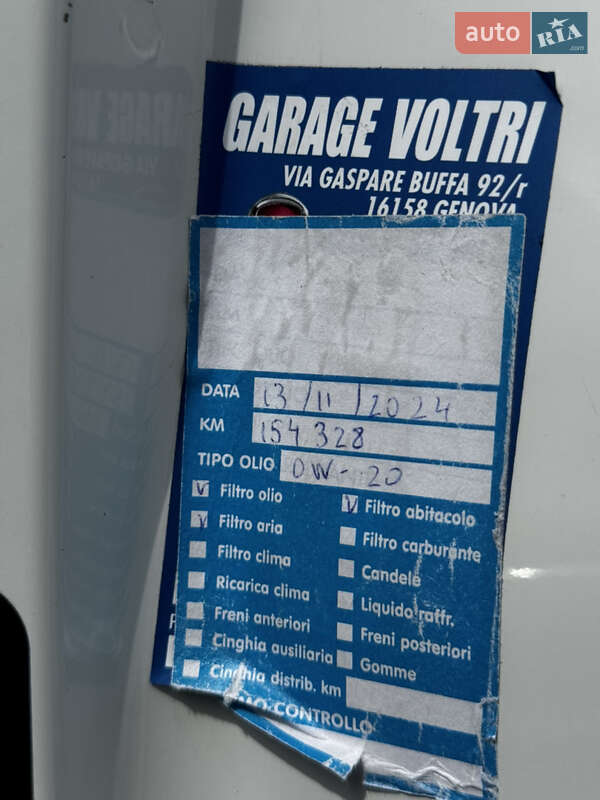 auto RIA
.com
GARAGE VOLTRI
VIA GASPARE BUFFA 92/r
16158 GENOVA
DATA 13/11/2024
KM 154328
TIPO OLIO 0W-20
Filtro olio
Filtro abitacolo
Filtro aria
Filtro carburante
Filtro clima
Candele
Ricarica clima
Liquido raffr.
Freni anteriori
Freni posteriori
Cinghia ausiliaria
Gomme
Cinghia distrib. km
CONTROLLO